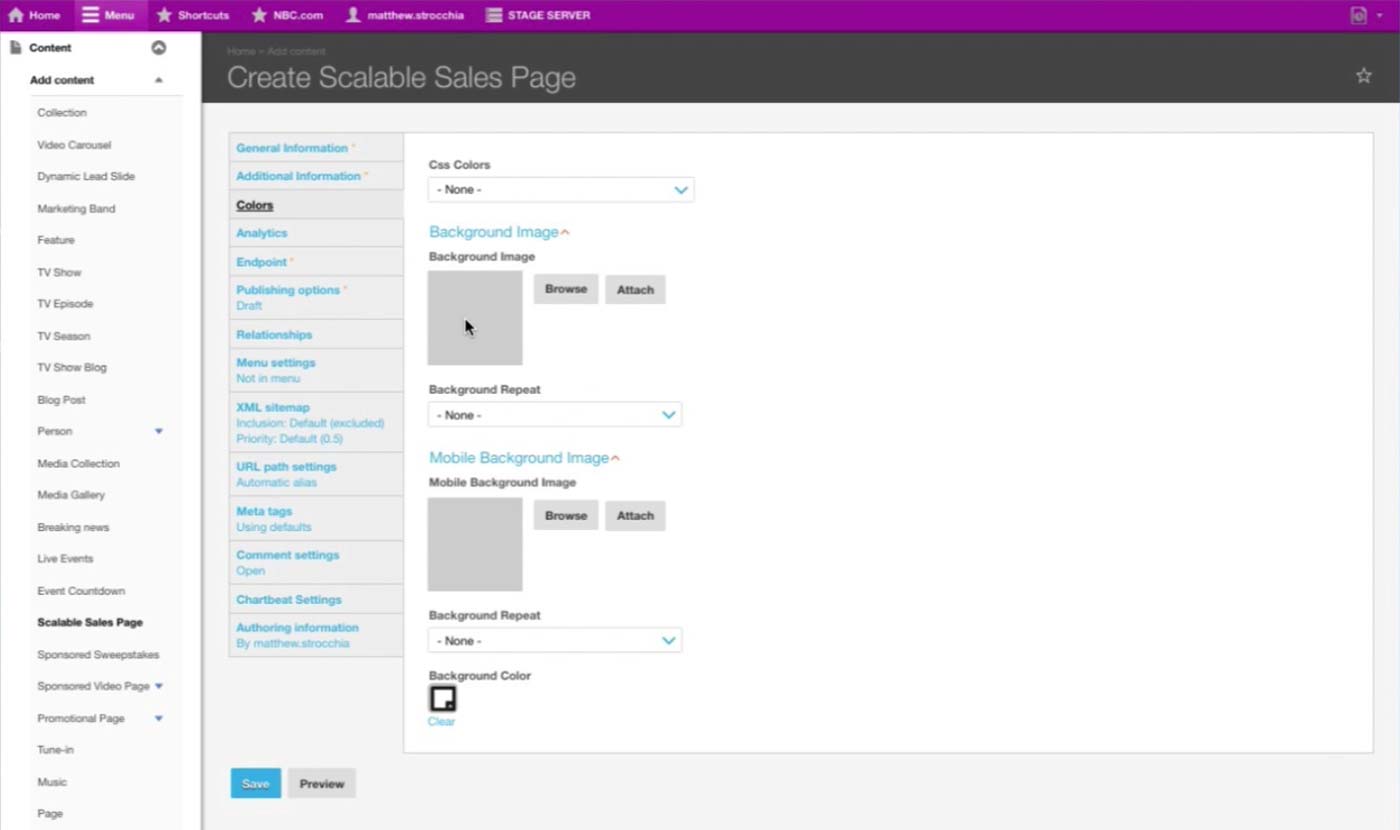 Home Menu Shortcuts NBC.com matthew.strocchia STAGE SERVER
Content
Add content
Collection
Video Carousel
Dynamic Lead Slide
Marketing Band
Feature
TV Show
TV Episode
TV Season
TV Show Blog
Blog Post
Person
Media Collection
Media Gallery
Breaking news
Live Events
Event Countdown
Scalable Sales Page
Sponsored Sweepstakes
Sponsored Video Page
Promotional Page
Tune-in
Music
Page
Home » Add content
Create Scalable Sales Page
General Information *
Additional Information *
Colors
Analytics
Endpoint *
Publishing options *
Draft
Relationships
Menu settings
Not in menu
XML sitemap
Inclusion: Default (excluded)
Priority: Default (0.5)
URL path settings
Automatic alias
Meta tags
Using defaults
Comment settings
Open
Chartbeat Settings
Authoring information
By matthew.strocchia
Css Colors
- None -
Background Image
Background Image
Browse Attach
Background Repeat
- None -
Mobile Background Image
Mobile Background Image
Browse Attach
Background Repeat
- None -
Background Color
Clear
Save Preview